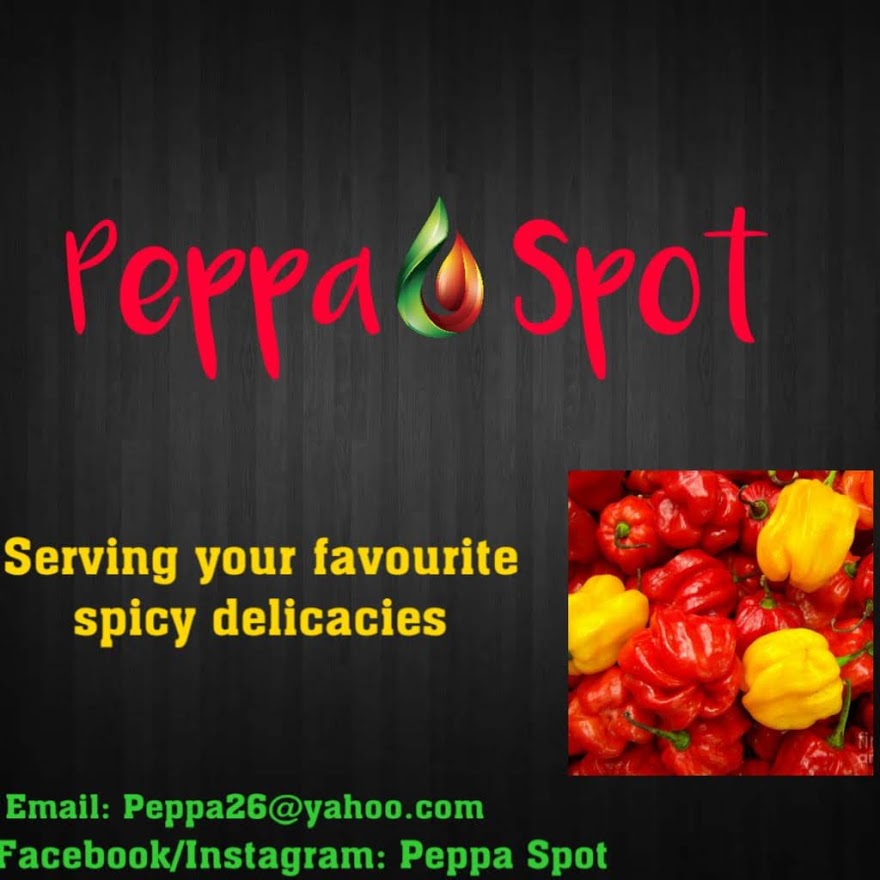 Peppa Spot
Serving your favourite
spicy delicacies
Email: Peppa26@yahoo.com
Facebook/Instagram: Peppa Spot